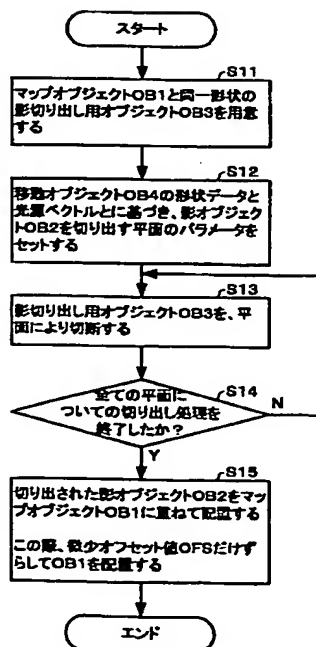 スタート
S11
マップオブジェクトOB1と同一形状の
影切り出し用オブジェクトOB3を用意
する
S12
移動オブジェクトOB4の形状データと
光源ベクトルとに基づき、影オブジェク
トOB2を切り出す平面のパラメータを
セットする
S13
影切り出し用オブジェクトOB3を、平
面により切断する
S14
全ての平面に
ついての切り出し処理を
終了したか?
N
Y
S15
切り出された影オブジェクトOB2をマッ
プオブジェクトOB1に重ねて配置する
この際、微少オフセット値OFSだけず
らしてOB1を配置する
エンド